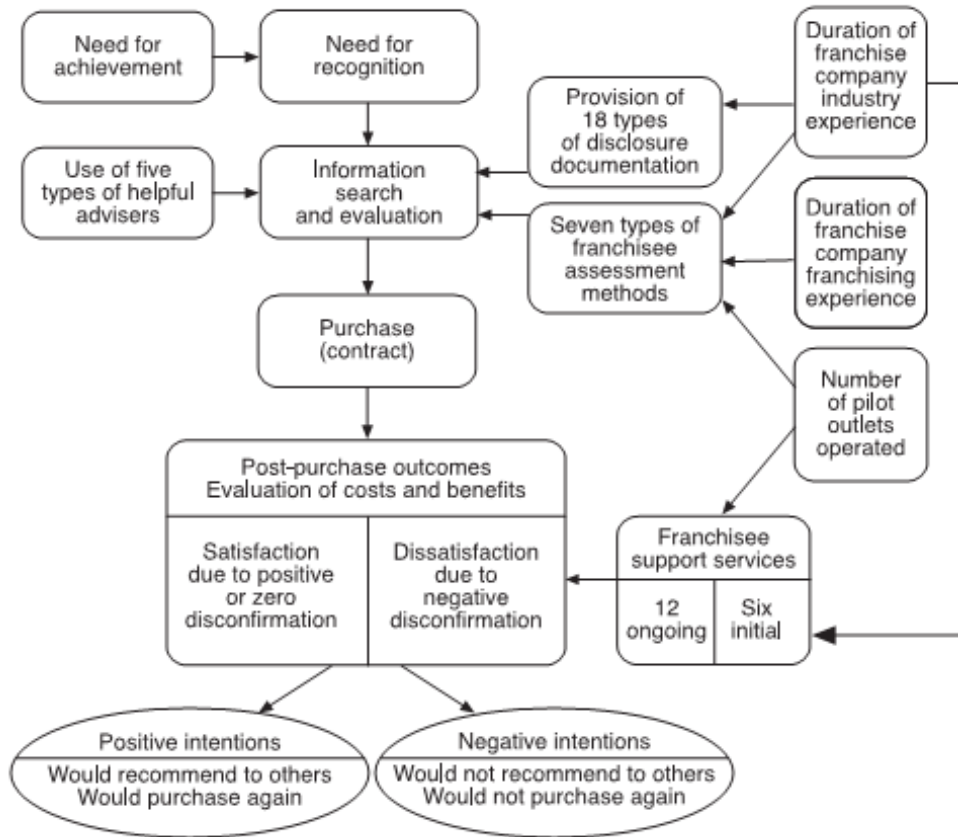 Need for
achievement
Need for
recognition
Duration of
franchise
company
industry
experience
Provision of
18 types
of disclosure
documentation
Use of five
types of helpful
advisers
Information
search
and evaluation
Seven types of
franchisee
assessment
methods
Duration of
franchise
company
franchising
experience
Purchase
(contract)
Number
of pilot
outlets
operated
Post-purchase outcomes
Evaluation of costs and benefits
Satisfaction
due to positive
or zero
disconfirmation
Dissatisfaction
due to
negative
disconfirmation
Franchisee
support services
12
ongoing
Six
initial
Positive intentions
Would recommend to others
Would purchase again
Negative intentions
Would not recommend to others
Would not purchase again